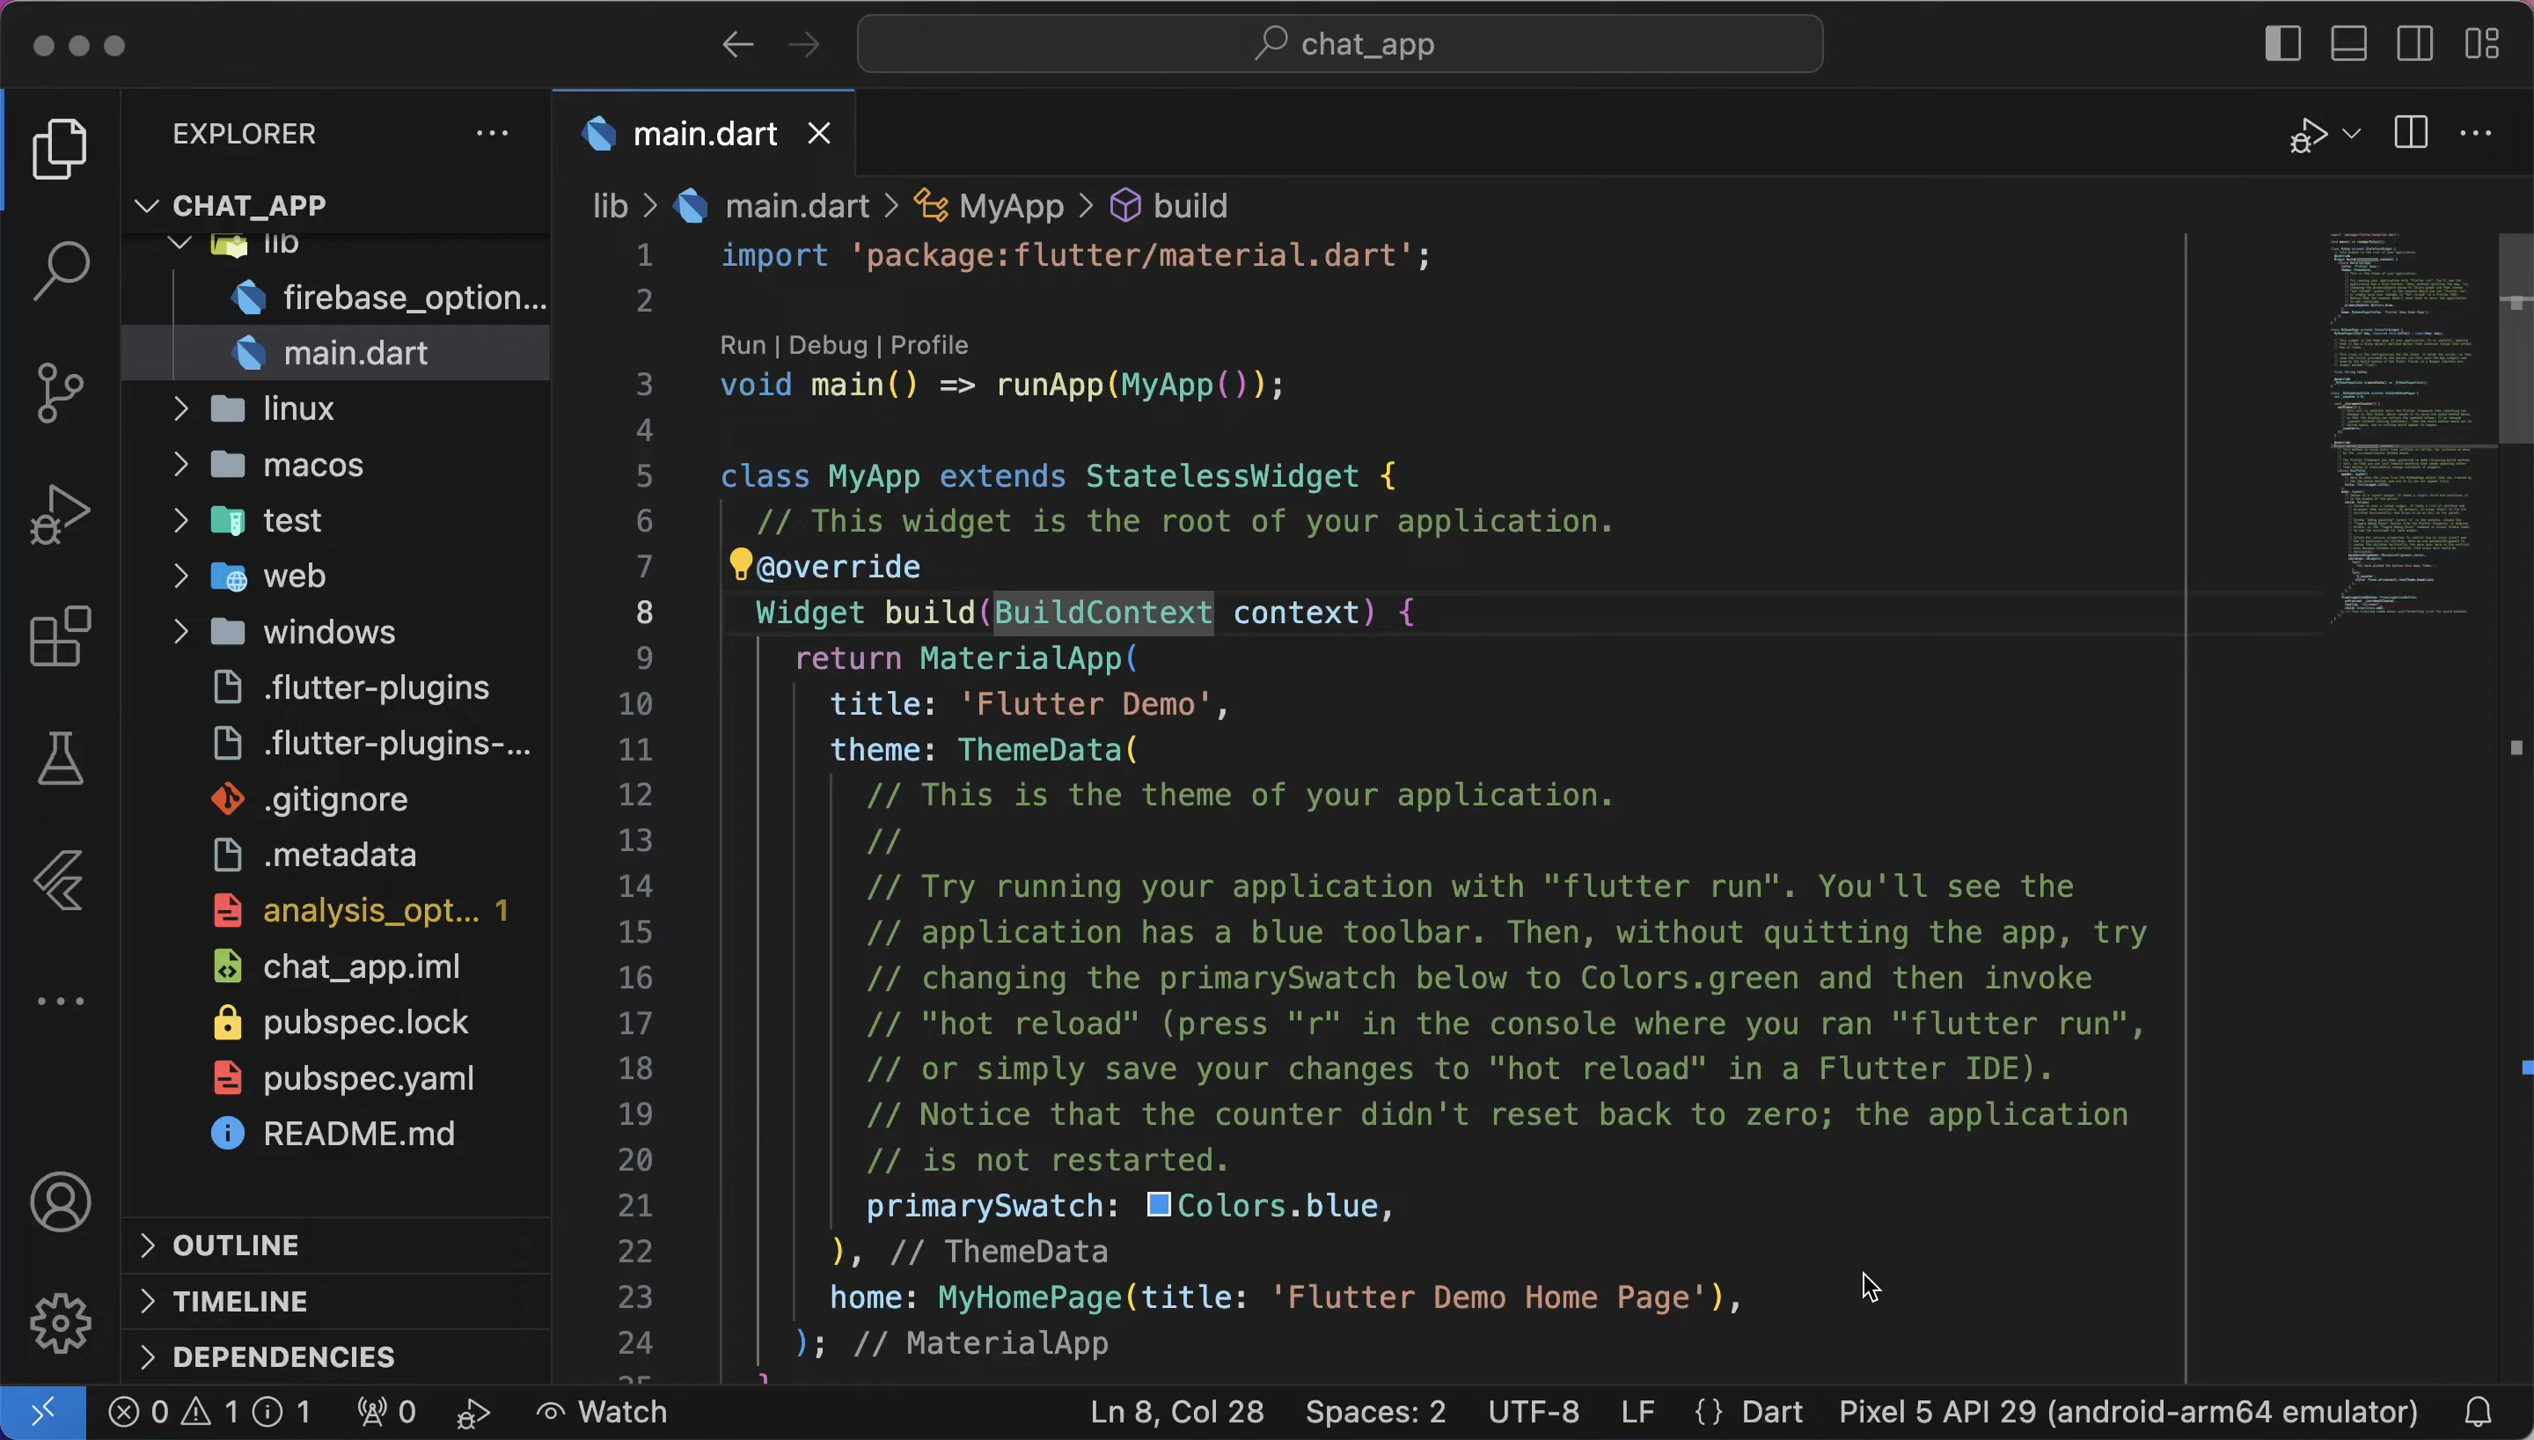 chat_app
EXPLORER
CHAT_APP
lib
firebase_option...
main.dart
linux
macos
test
web
windows
.flutter-plugins
.flutter-plugins-...
.gitignore
.metadata
analysis_opt... 1
chat_app.iml
pubspec.lock
pubspec.yaml
README.md
OUTLINE
TIMELINE
DEPENDENCIES
main.dart
lib > main.dart > MyApp > build
1 import 'package:flutter/material.dart';
2
Run | Debug | Profile
3 void main() => runApp(MyApp());
4
5 class MyApp extends StatelessWidget {
6 // This widget is the root of your application.
7 @override
8 Widget build(BuildContext context) {
9 return MaterialApp(
10 title: 'Flutter Demo',
11 theme: ThemeData(
12 // This is the theme of your application.
13 //
14 // Try running your application with "flutter run". You'll see the
15 // application has a blue toolbar. Then, without quitting the app, try
16 // changing the primarySwatch below to Colors.green and then invoke
17 // "hot reload" (press "r" in the console where you ran "flutter run",
18 // or simply save your changes to "hot reload" in a Flutter IDE).
19 // Notice that the counter didn't reset back to zero; the application
20 // is not restarted.
21 primarySwatch: Colors.blue,
22 ), // ThemeData
23 home: MyHomePage(title: 'Flutter Demo Home Page'),
24 ); // MaterialApp
0 1 1 0 Watch Ln 8, Col 28 Spaces: 2 UTF-8 LF {} Dart Pixel 5 API 29 (android-arm64 emulator)